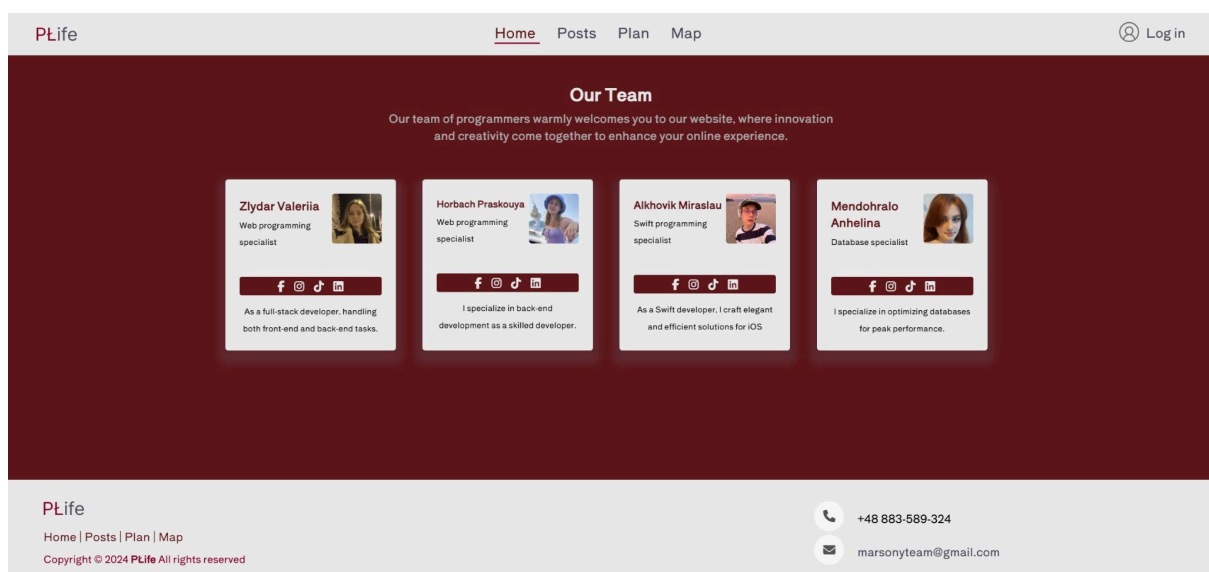 PŁife
Home Posts Plan Map
Log in
Our Team
Our team of programmers warmly welcomes you to our website, where innovation
and creativity come together to enhance your online experience.
Zlydar Valeriia
Web programming
specialist
As a full-stack developer, handling
both front-end and back-end tasks.
Horbach Praskouya
Web programming
specialist
I specialize in back-end
development as a skilled developer.
Alkhovik Miraslau
Swift programming
specialist
As a Swift developer, I craft elegant
and efficient solutions for iOS
Mendohralo
Anhelina
Database specialist
I specialize in optimizing databases
for peak performance.
PŁife
Home | Posts | Plan | Map
Copyright © 2024 PŁife All rights reserved
+48 883-589-324
marsonyteam@gmail.com